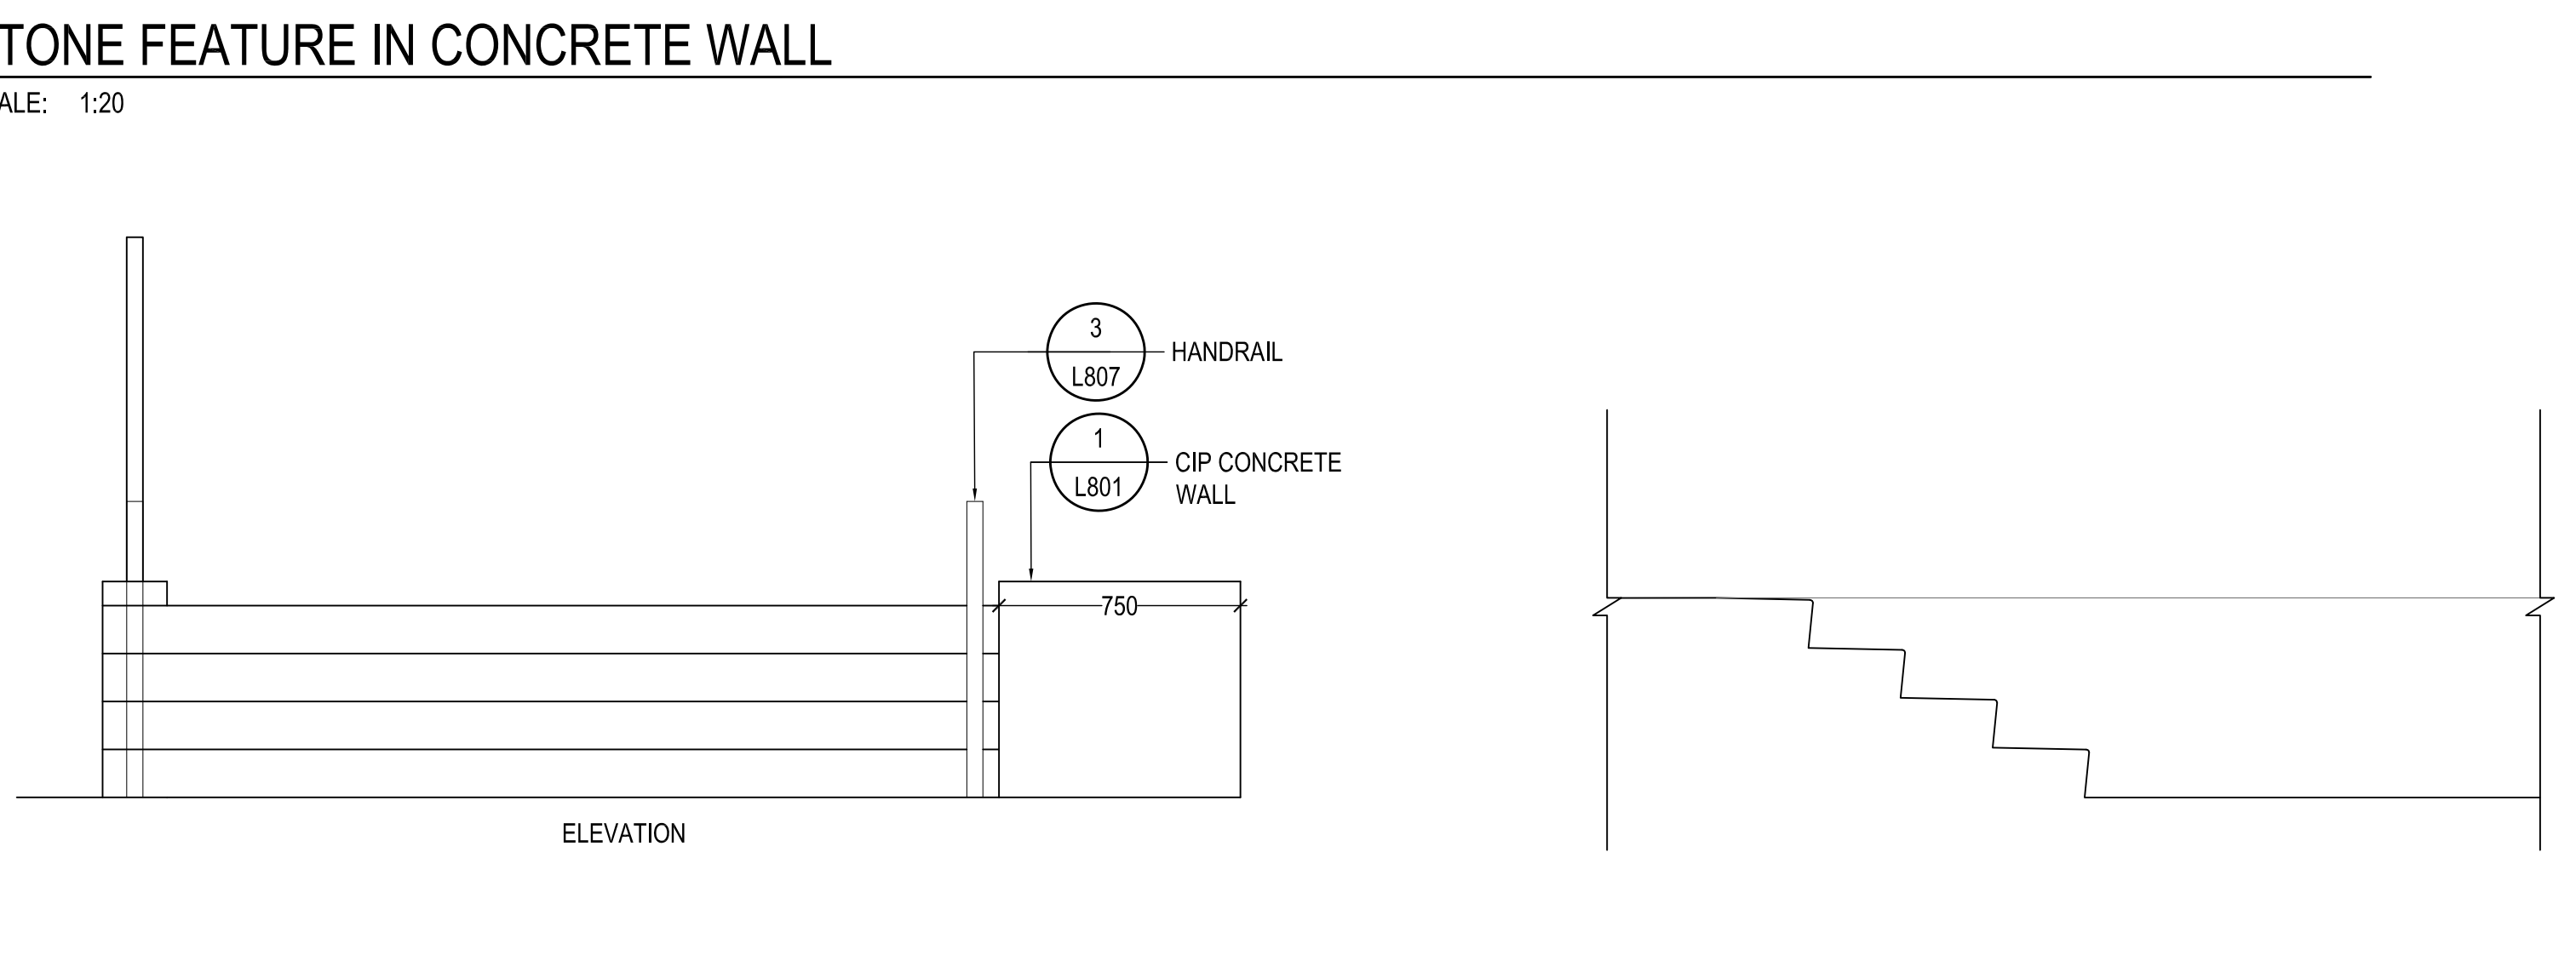 TONE FEATURE IN CONCRETE WALL
ALE: 1:20
3
L807
HANDRAIL
1
L801
CIP CONCRETE
WALL
750
ELEVATION